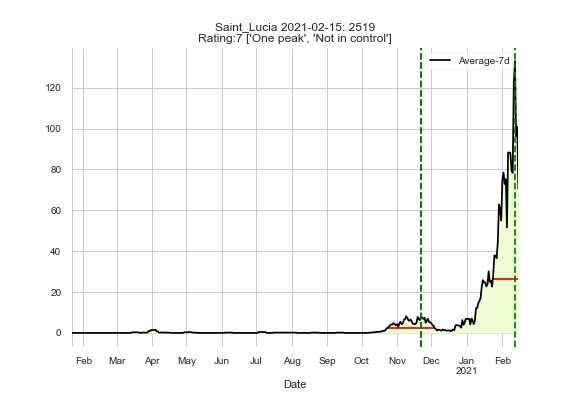 Saint_Lucia 2021-02-15: 2519
Rating:7 ['One peak', 'Not in control']
Average-7d
120
100
80
60
40
20
0
Feb Mar Apr May Jun Jul Aug Sep Oct Nov Dec Jan Feb
2021
Date